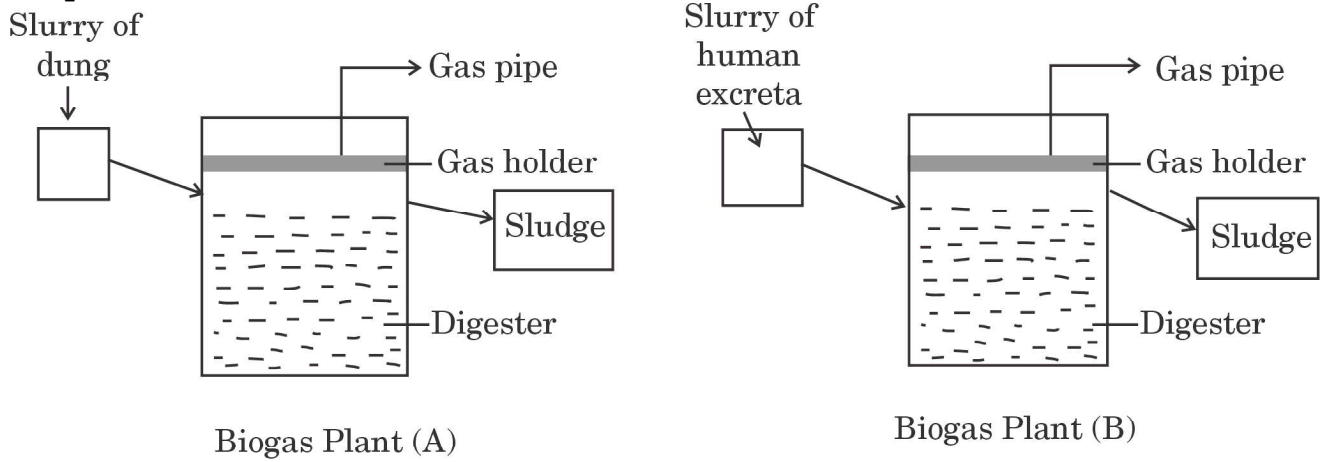 Slurry of
dung
Gas pipe
Gas holder
Sludge
Digester
Biogas Plant (A)
Slurry of
human
excreta
Gas pipe
Gas holder
Sludge
Digester
Biogas Plant (B)